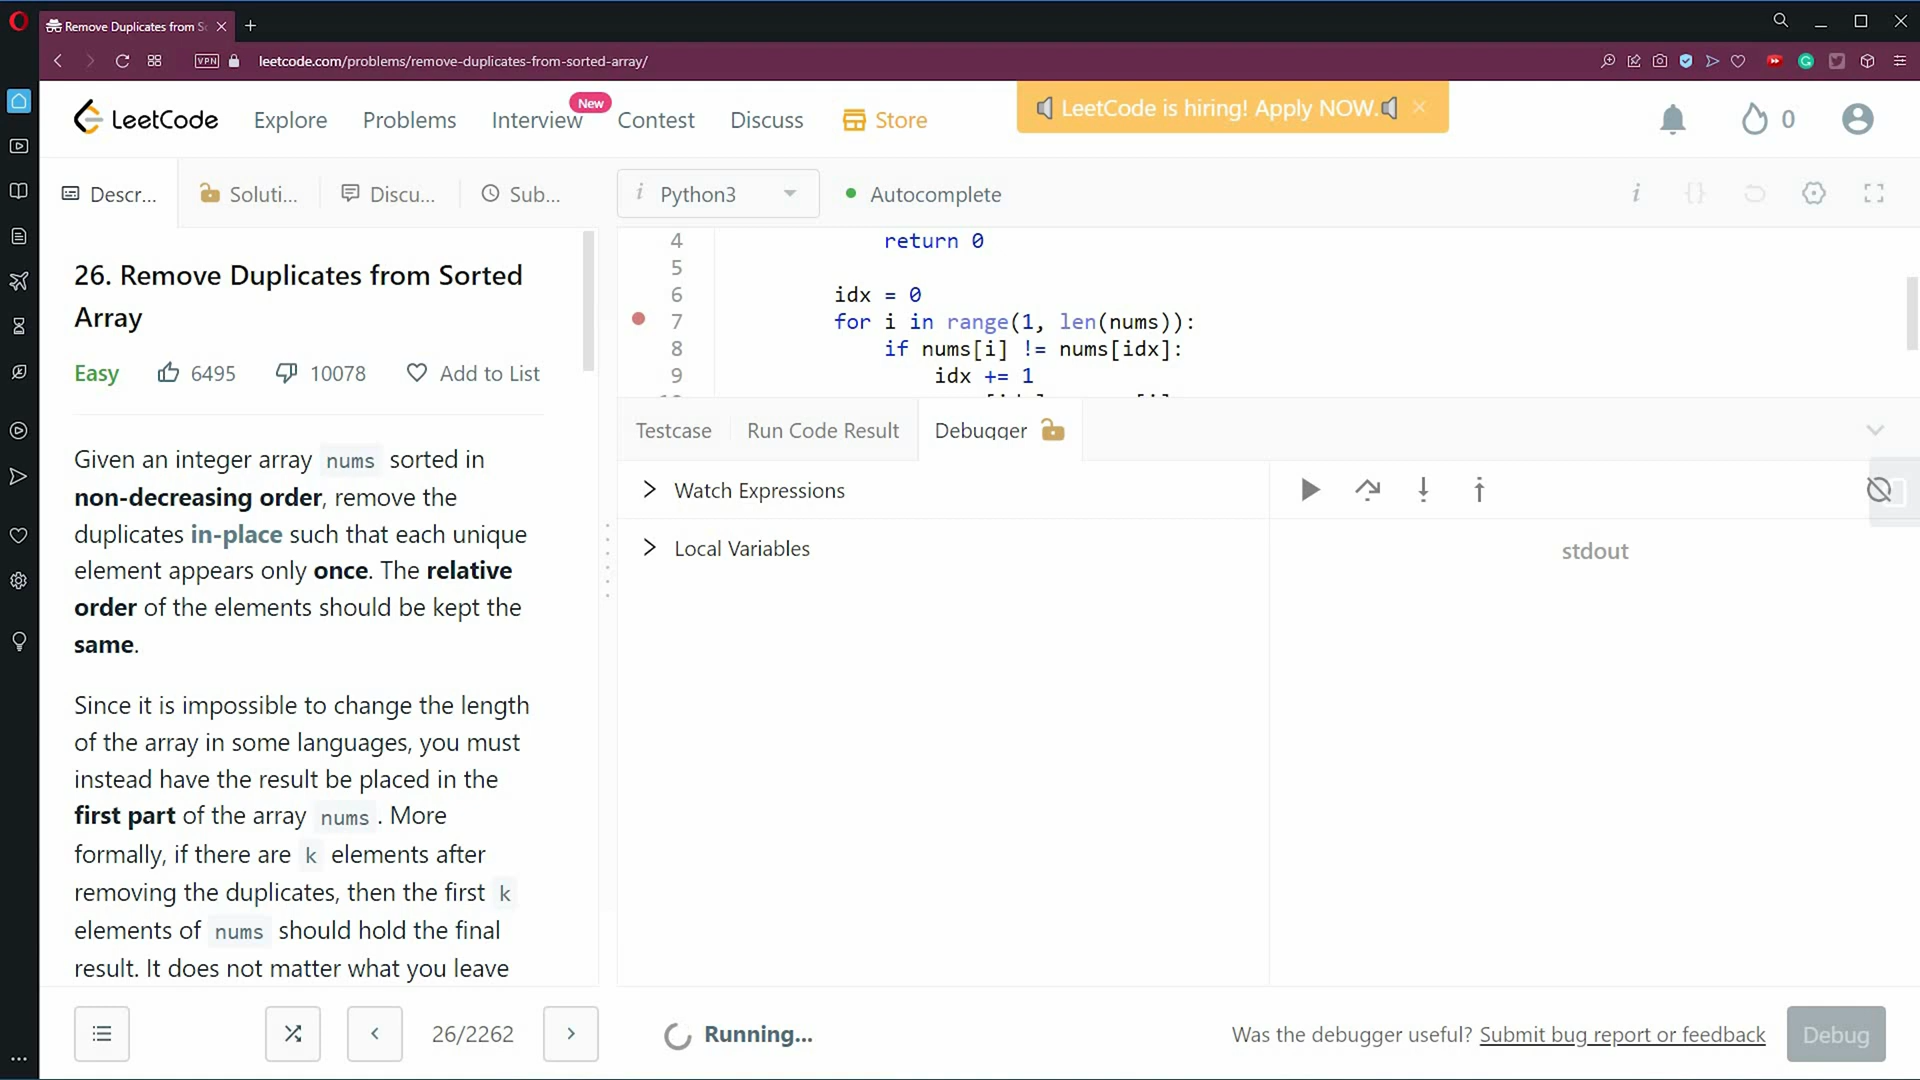 Remove Duplicates from S
VPN
leetcode.com/problems/remove-duplicates-from-sorted-array/
LeetCode
Explore
Problems
Interview
New
Contest
Discuss
Store
LeetCode is hiring! Apply NOW.
0
Descr...
Soluti...
Discu...
Sub...
i Python3
Autocomplete
i
{}
26. Remove Duplicates from Sorted
Array
Easy
6495
10078
Add to List
Given an integer array nums sorted in
non-decreasing order, remove the
duplicates in-place such that each unique
element appears only once. The relative
order of the elements should be kept the
same.
Since it is impossible to change the length
of the array in some languages, you must
instead have the result be placed in the
first part of the array nums . More
formally, if there are k elements after
removing the duplicates, then the first k
elements of nums should hold the final
result. It does not matter what you leave
4 return 0
5
6 idx = 0
7 for i in range(1, len(nums)):
8 if nums[i] != nums[idx]:
9 idx += 1
Testcase
Run Code Result
Debugger
Watch Expressions
Local Variables
stdout
26/2262
Running...
Was the debugger useful? Submit bug report or feedback
Debug